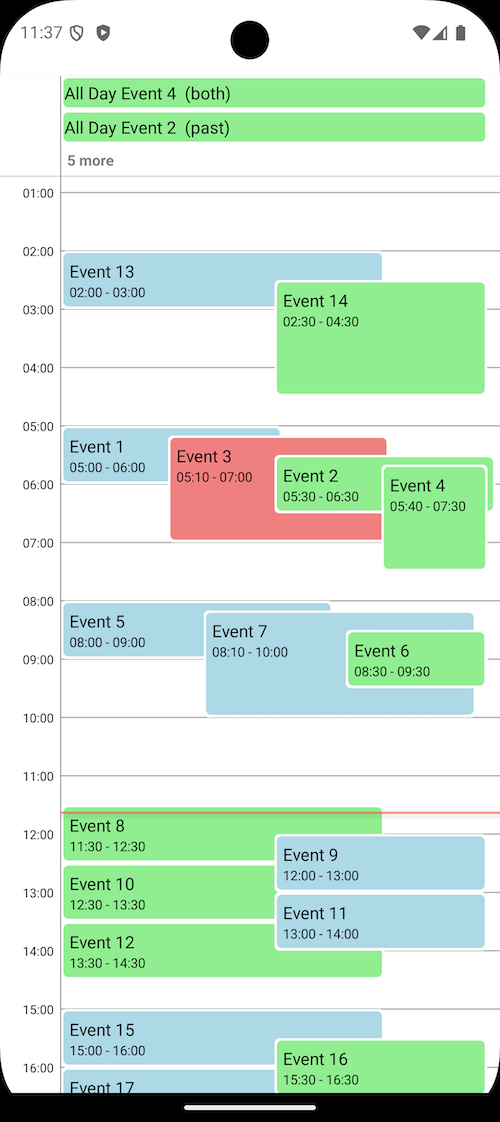 11:37
All Day Event 4 (both)
All Day Event 2 (past)
5 more
01:00
02:00
Event 13
02:00 - 03:00
Event 14
02:30 - 04:30
03:00
04:00
05:00
Event 1
05:00 - 06:00
Event 3
05:10 - 07:00
Event 2
05:30 - 06:30
Event 4
05:40 - 07:30
06:00
07:00
08:00
Event 5
08:00 - 09:00
Event 7
08:10 - 10:00
Event 6
08:30 - 09:30
09:00
10:00
11:00
Event 8
11:30 - 12:30
12:00
Event 9
12:00 - 13:00
Event 10
12:30 - 13:30
13:00
Event 11
13:00 - 14:00
Event 12
13:30 - 14:30
14:00
15:00
Event 15
15:00 - 16:00
Event 16
15:30 - 16:30
16:00
Event 17